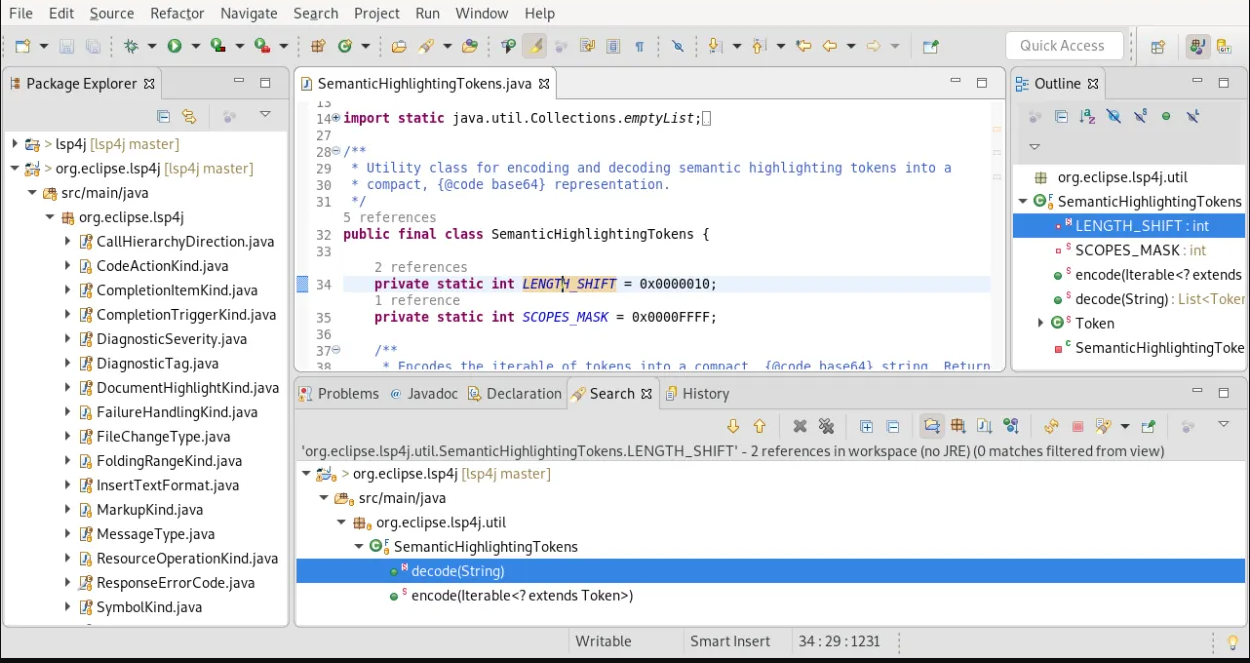 File Edit Source Refactor Navigate Search Project Run Window Help
Quick Access
Package Explorer
> lsp4j [lsp4j master]
> org.eclipse.lsp4j [lsp4j master]
src/main/java
org.eclipse.lsp4j
CallHierarchyDirection.java
CodeActionKind.java
CompletionItemKind.java
CompletionTriggerKind.java
DiagnosticSeverity.java
DiagnosticTag.java
DocumentHighlightKind.java
FailureHandlingKind.java
FileChangeType.java
FoldingRangeKind.java
InsertTextFormat.java
MarkupKind.java
MessageType.java
ResourceOperationKind.java
ResponseErrorCode.java
SymbolKind.java
SemanticHighlightingTokens.java
13
14 import static java.util.Collections.emptyList;
27
28 /**
29 * Utility class for encoding and decoding semantic highlighting tokens into a
30 * compact, {@code base64} representation.
31 */
5 references
32 public final class SemanticHighlightingTokens {
33
2 references
34 private static int LENGTH_SHIFT = 0x0000010;
1 reference
35 private static int SCOPES_MASK = 0x0000FFFF;
36
37 /**
38 * Encodes the iterable of tokens into a compact, {@code base64} string. Return
Outline
org.eclipse.lsp4j.util
SemanticHighlightingTokens
LENGTH_SHIFT : int
SCOPES_MASK : int
encode(Iterable<? extends
decode(String) : List<Token
Token
SemanticHighlightingToke
Problems Javadoc Declaration Search History
'org.eclipse.lsp4j.util.SemanticHighlightingTokens.LENGTH_SHIFT' - 2 references in workspace (no JRE) (0 matches filtered from view)
> org.eclipse.lsp4j [lsp4j master]
src/main/java
org.eclipse.lsp4j.util
SemanticHighlightingTokens
decode(String)
encode(Iterable<? extends Token>)
Writable Smart Insert 34 : 29 : 1231